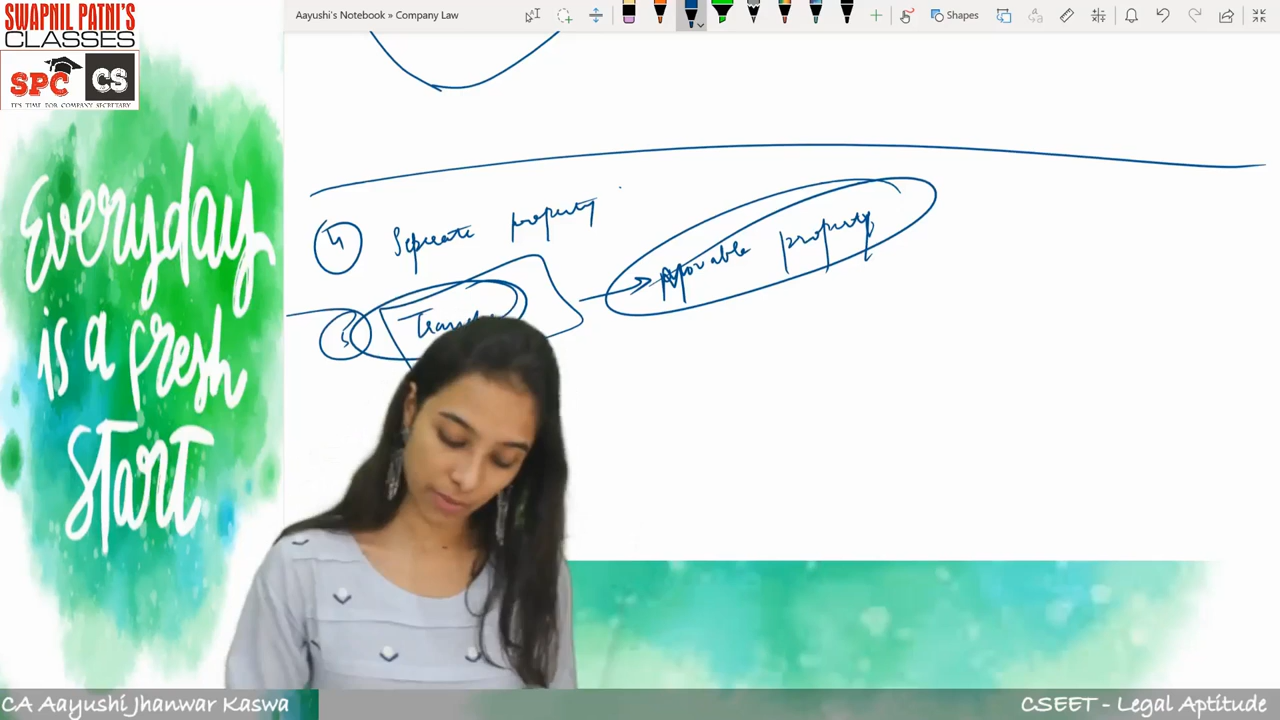 SWAPNIL PATNI'S
CLASSES
SPC CS
IT'S TIME FOR COMPANY SECRETARY
Aayushi's Notebook » Company Law
Shapes
Everyday
is a
fresh
start
4 Separate property
5
Movable property
CA Aayushi Jhanwar Kaswa
CSEET - Legal Aptitude